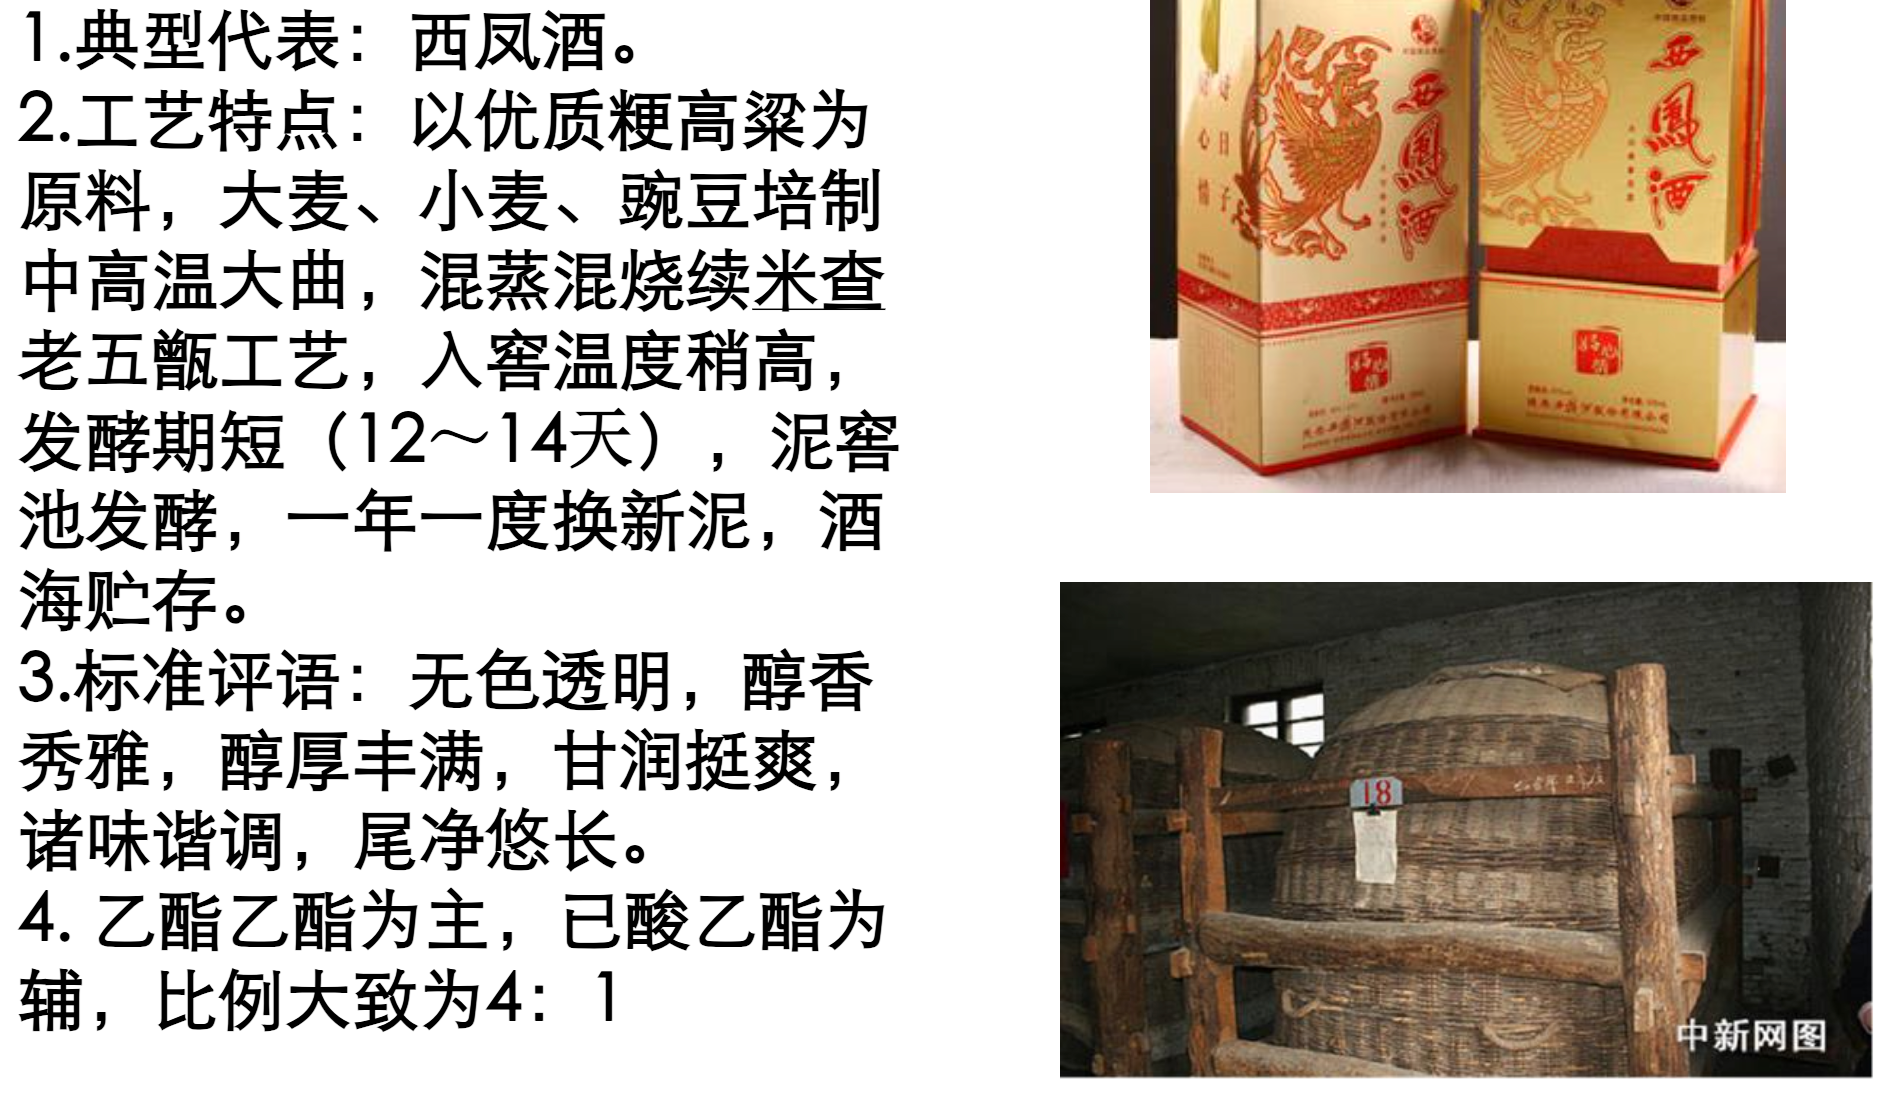 1.典型代表：西凤酒。
2.工艺特点：以优质粳高粱为
原料，大麦、小麦、豌豆培制
中高温大曲，混蒸混烧续米查
老五甑工艺，入窖温度稍高，
发酵期短（12～14天），泥窖
池发酵，一年一度换新泥，酒
海贮存。
3.标准评语：无色透明，醇香
秀雅，醇厚丰满，甘润挺爽，
诸味谐调，尾净悠长。
4. 乙酯乙酯为主，已酸乙酯为
辅，比例大致为4：1
西鳳酒
西鳳酒
好心情
好心情
18
中新网图